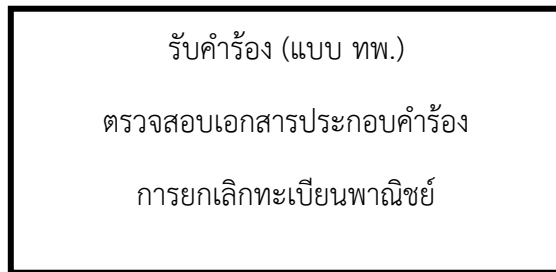 รับคำร้อง (แบบ ทพ.)
ตรวจสอบเอกสารประกอบคำร้อง
การยกเลิกทะเบียนพาณิชย์